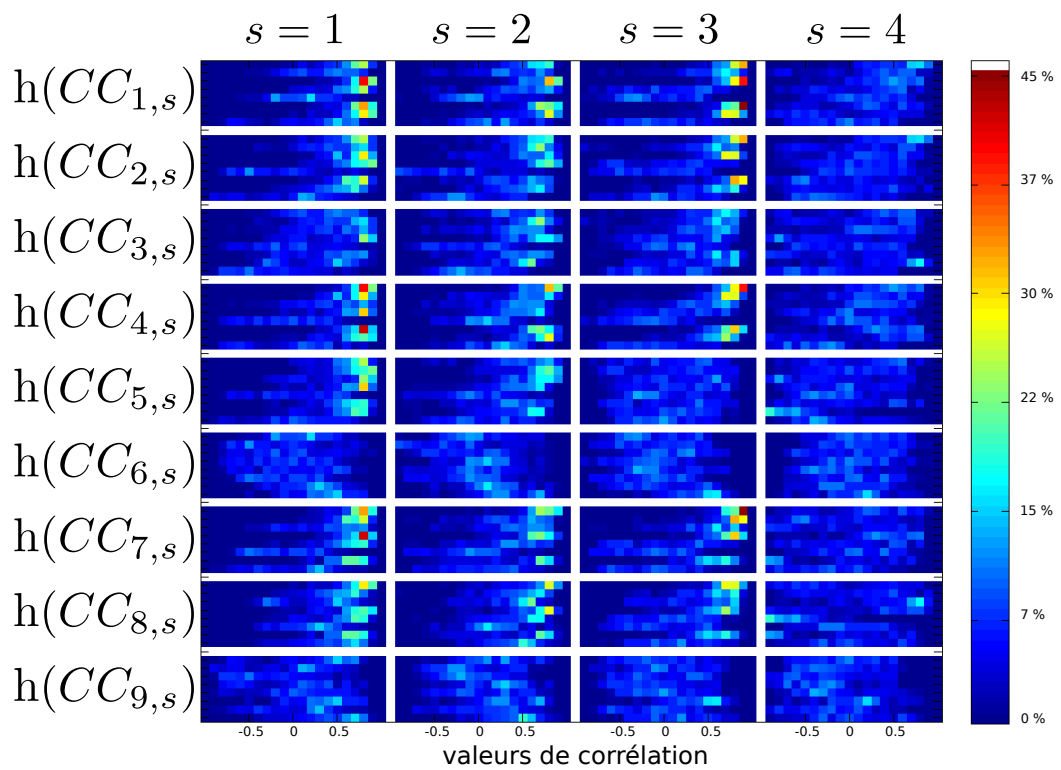 s = 1 s = 2 s = 3 s = 4
h(CC₁,ₛ)
h(CC₂,ₛ)
h(CC₃,ₛ)
h(CC₄,ₛ)
h(CC₅,ₛ)
h(CC₆,ₛ)
h(CC₇,ₛ)
h(CC₈,ₛ)
h(CC₉,ₛ)
45 %
37 %
30 %
22 %
15 %
7 %
0 %
-0.5 0 0.5 -0.5 0 0.5 -0.5 0 0.5 -0.5 0 0.5
valeurs de corrélation